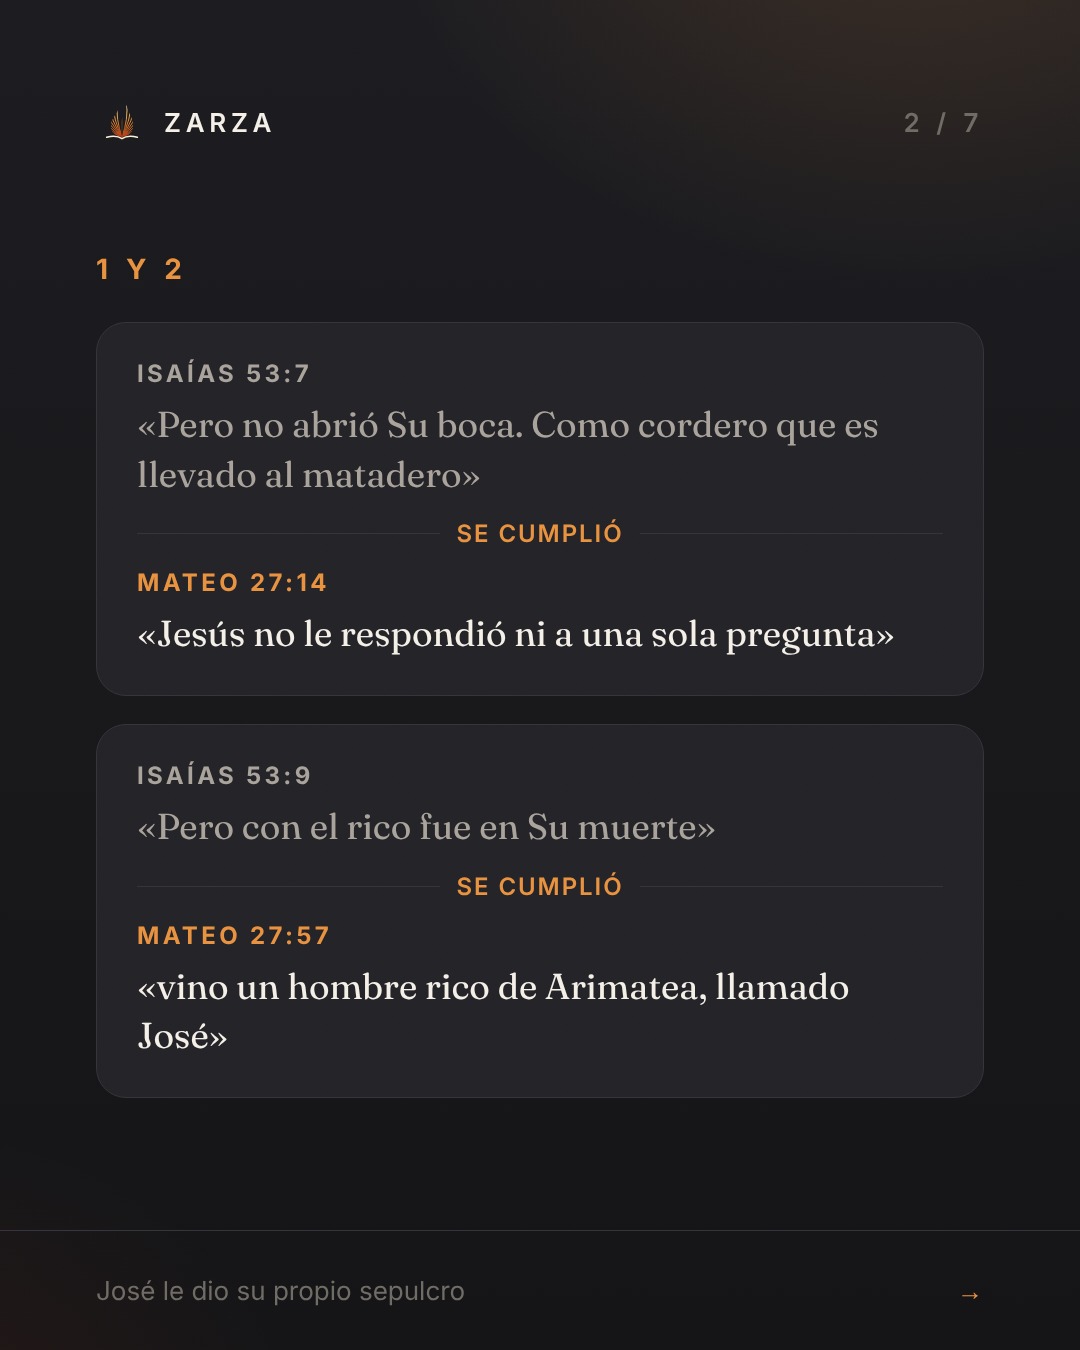 ZARZA
2 / 7
1 Y 2
ISAÍAS 53:7
«Pero no abrió Su boca. Como cordero que es
llevado al matadero»
SE CUMPLIÓ
MATEO 27:14
«Jesús no le respondió ni a una sola pregunta»
ISAÍAS 53:9
«Pero con el rico fue en Su muerte»
SE CUMPLIÓ
MATEO 27:57
«vino un hombre rico de Arimatea, llamado
José»
José le dio su propio sepulcro
→